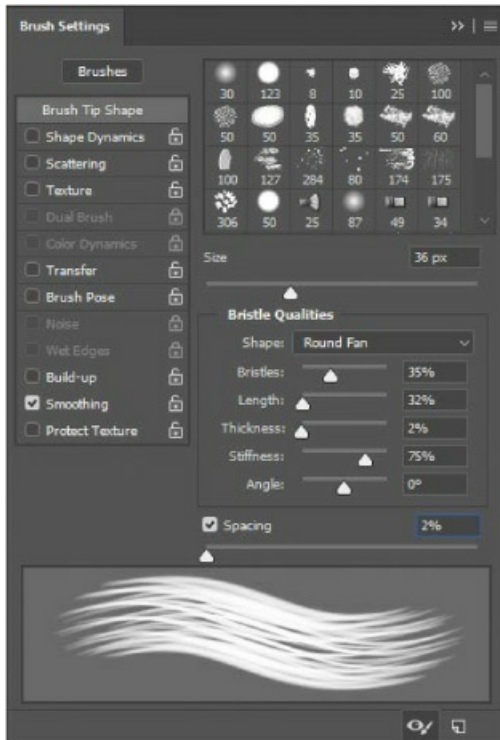 Brush Settings
Brushes
Brush Tip Shape
Shape Dynamics
Scattering
Texture
Dual Brush
Color Dynamics
Transfer
Brush Pose
Noise
Wet Edges
Build-up
Smoothing
Protect Texture
30 123 8 10 25 100
50 50 35 35 50 60
100 127 284 80 174 175
306 50 25 87 49 34
Size 36 px
Bristle Qualities
Shape: Round Fan
Bristles: 35%
Length: 32%
Thickness: 2%
Stiffness: 75%
Angle: 0°
Spacing 2%